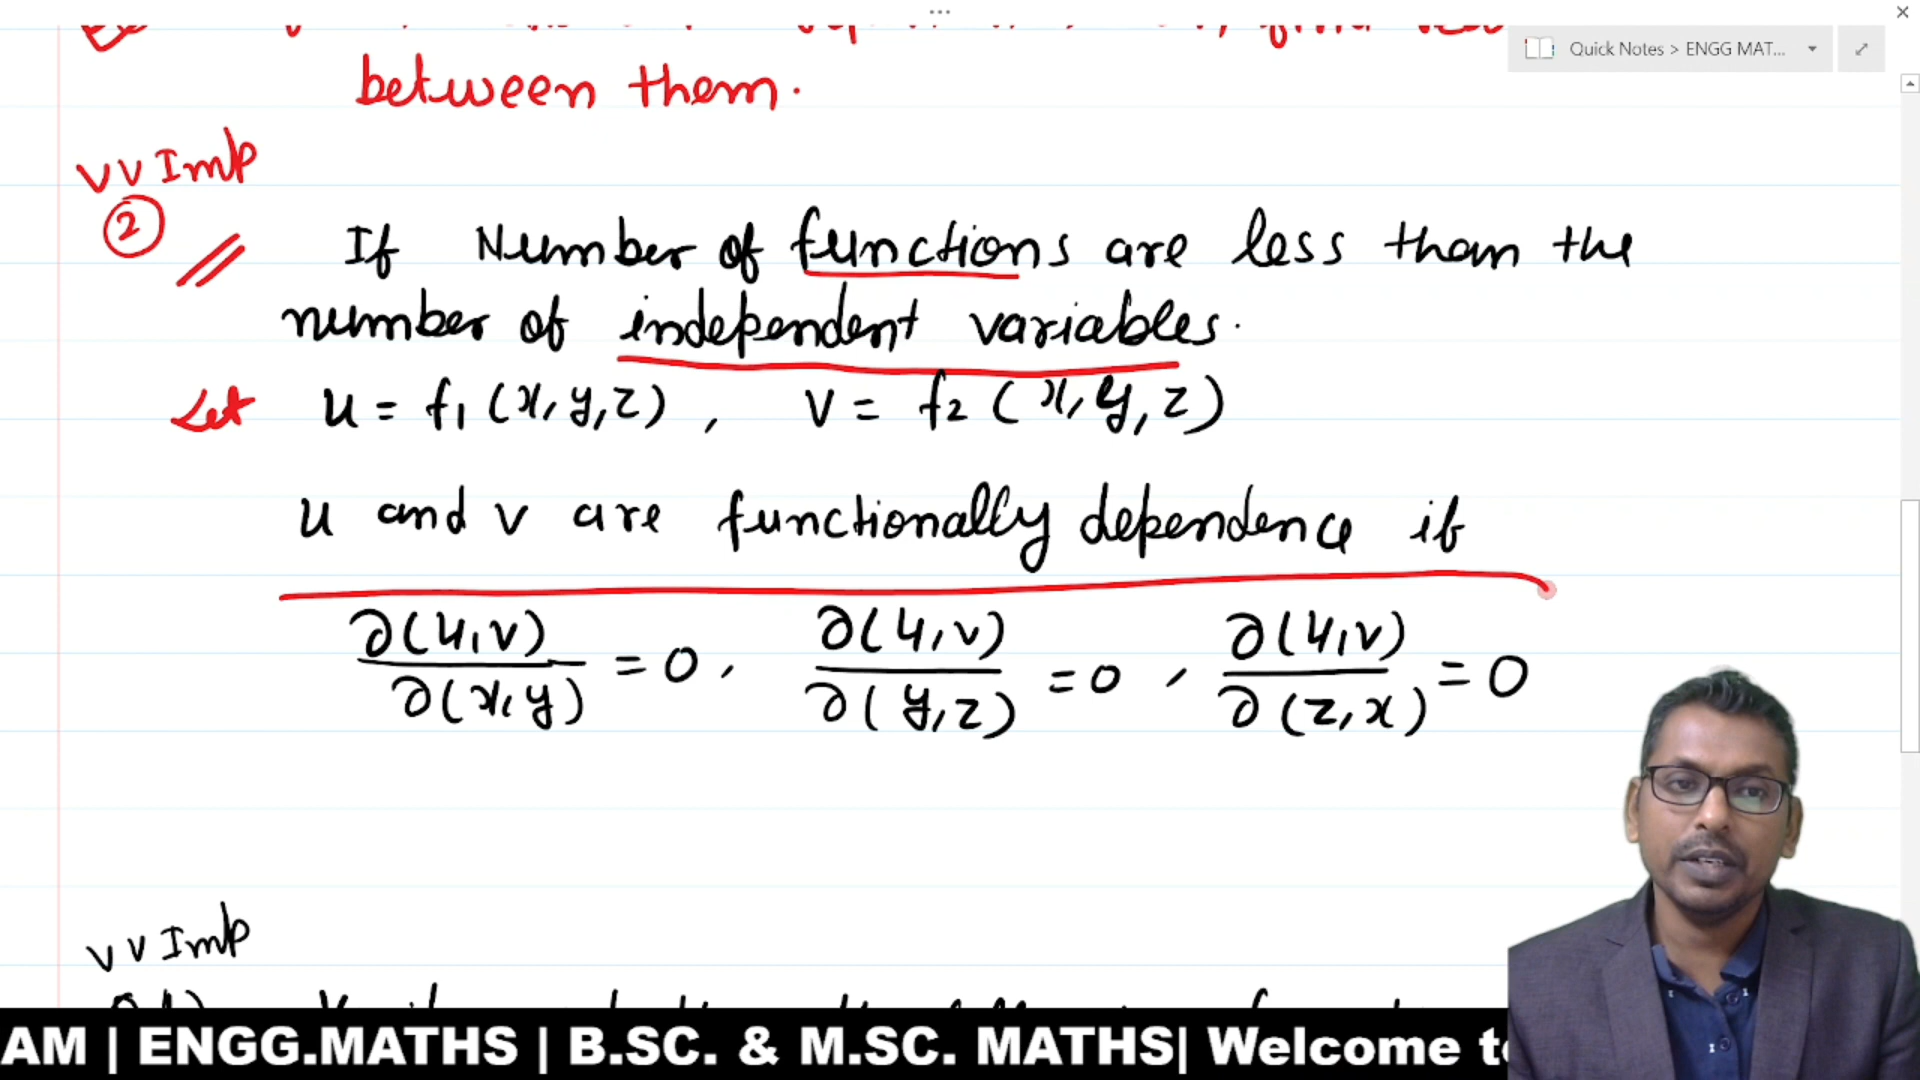 Quick Notes > ENGG MAT...
between them.
VV Imp
②
If Number of functions are less than the
number of independent variables.
Let u = f₁ (x, y, z) , v = f₂ (x, y, z)
u and v are functionally dependence if
∂(u, v) / ∂(x, y) = 0 , ∂(u, v) / ∂(y, z) = 0 , ∂(u, v) / ∂(z, x) = 0
VV Imp
AM | ENGG.MATHS | B.SC. & M.SC. MATHS| Welcome to